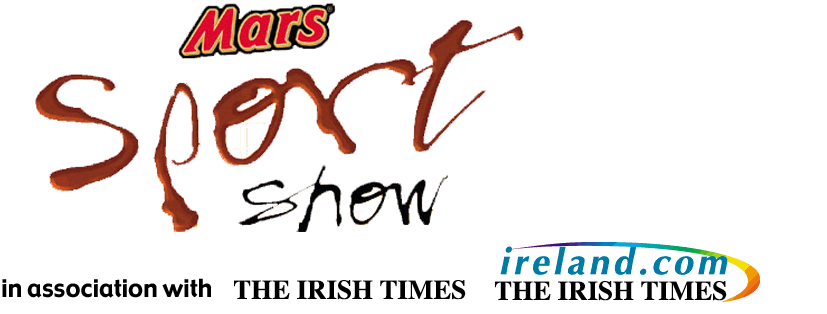 Mars
Sport
show
ireland.com
in association with THE IRISH TIMES THE IRISH TIMES